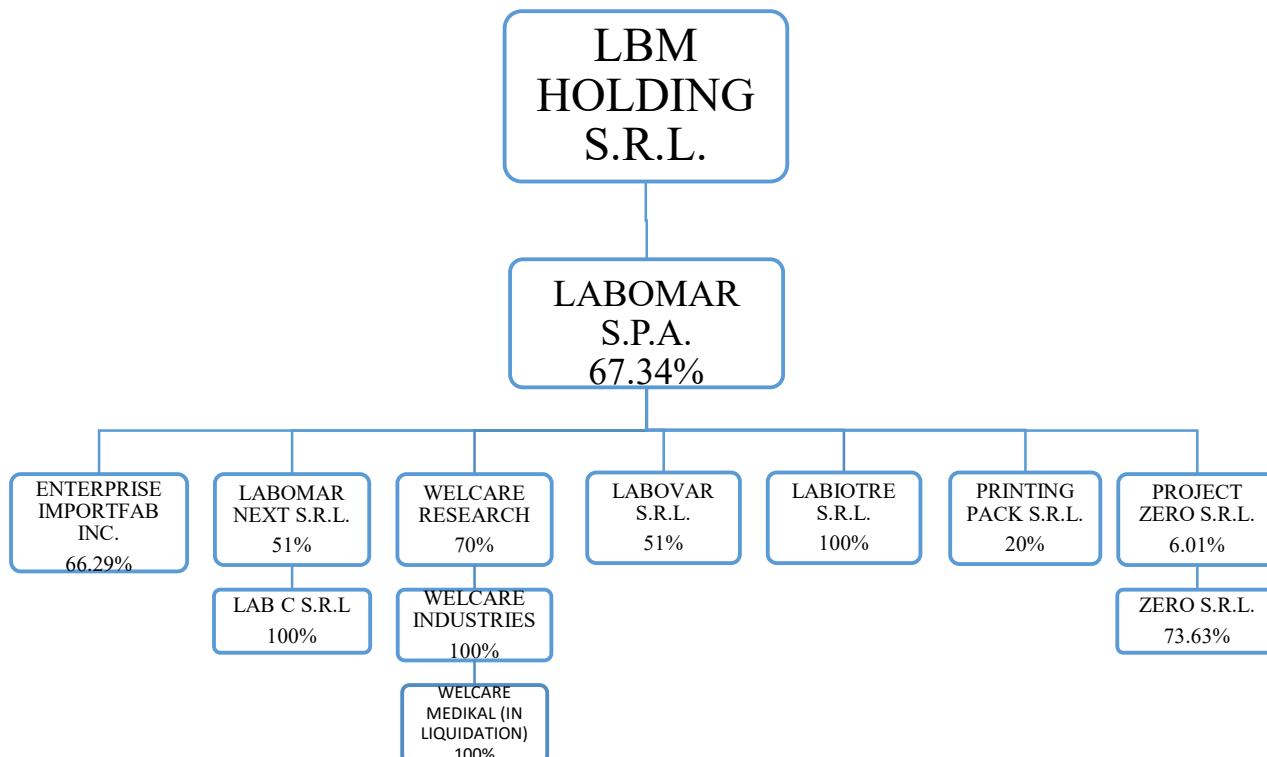 LBM
HOLDING
S.R.L.
LABOMAR
S.P.A.
67.34%
ENTERPRISE
IMPORTFAB
INC.
66.29%
LABOMAR
NEXT S.R.L.
51%
WELCARE
RESEARCH
70%
LABOVAR
S.R.L.
51%
LABIOTRE
S.R.L.
100%
PRINTING
PACK S.R.L.
20%
PROJECT
ZERO S.R.L.
6.01%
LAB C S.R.L
100%
WELCARE
INDUSTRIES
100%
ZERO S.R.L.
73.63%
WELCARE
MEDIKAL (IN
LIQUIDATION)
100%